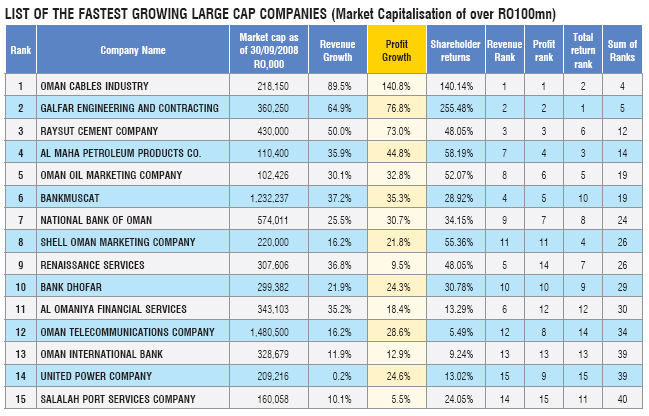 LIST OF THE FASTEST GROWING LARGE CAP COMPANIES (Market Capitalisation of over RO100mn)
Rank Company Name Market cap as of 30/09/2008 RO,000 Revenue Growth Profit Growth Shareholder returns Revenue Rank Profit rank Total return rank Sum of Ranks
1 OMAN CABLES INDUSTRY 218,150 89.5% 140.8% 140.14% 1 1 2 4
2 GALFAR ENGINEERING AND CONTRACTING 360,250 64.9% 76.8% 255.48% 2 2 1 5
3 RAYSUT CEMENT COMPANY 430,000 50.0% 73.0% 48.05% 3 3 6 12
4 AL MAHA PETROLEUM PRODUCTS CO. 110,400 35.9% 44.8% 58.19% 7 4 3 14
5 OMAN OIL MARKETING COMPANY 102,426 30.1% 32.8% 52.07% 8 6 5 19
6 BANKMUSCAT 1,232,237 37.2% 35.3% 28.92% 4 5 10 19
7 NATIONAL BANK OF OMAN 574,011 25.5% 30.7% 34.15% 9 7 8 24
8 SHELL OMAN MARKETING COMPANY 220,000 16.2% 21.8% 55.36% 11 11 4 26
9 RENAISSANCE SERVICES 307,606 36.8% 9.5% 48.05% 5 14 7 26
10 BANK DHOFAR 299,382 21.9% 24.3% 30.78% 10 10 9 29
11 AL OMANIYA FINANCIAL SERVICES 343,103 35.2% 18.4% 13.29% 6 12 12 30
12 OMAN TELECOMMUNICATIONS COMPANY 1,480,500 16.2% 28.6% 5.49% 12 8 14 34
13 OMAN INTERNATIONAL BANK 328,679 11.9% 12.9% 9.24% 13 13 13 39
14 UNITED POWER COMPANY 209,216 0.2% 24.6% 13.02% 15 9 15 39
15 SALALAH PORT SERVICES COMPANY 160,058 10.1% 5.5% 24.05% 14 15 11 40